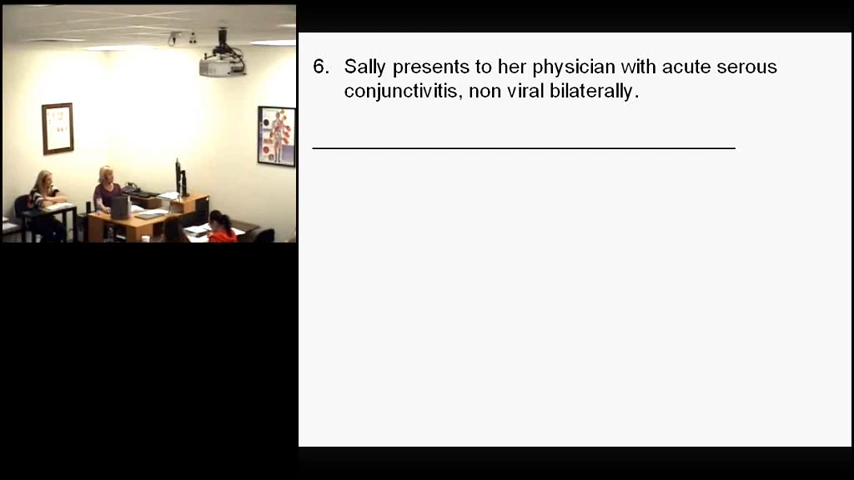 6. Sally presents to her physician with acute serous
conjunctivitis, non viral bilaterally.